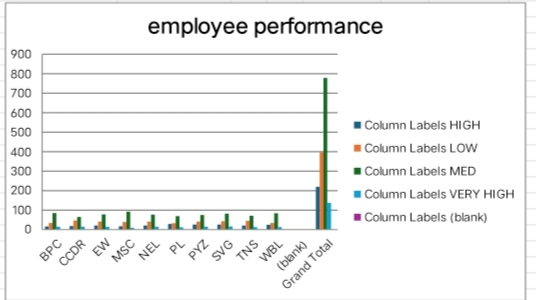 employee performance
900
800
700
600
500
400
300
200
100
0
BPC
CCDR
EW
MSC
NEL
PL
PYZ
SVG
TNS
WBL
(blank)
Grand Total
Column Labels HIGH
Column Labels LOW
Column Labels MED
Column Labels VERY HIGH
Column Labels (blank)